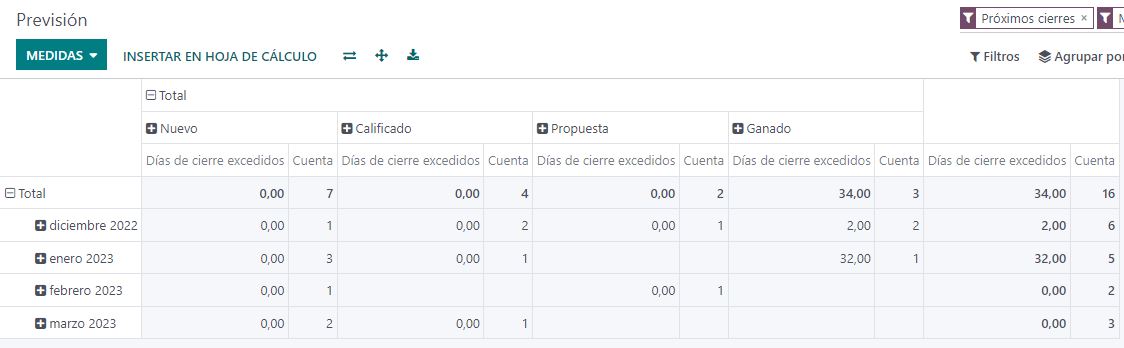 Previsión
Próximos cierres ×
MEDIDAS INSERTAR EN HOJA DE CÁLCULO Filtros Agrupar por
Total
Nuevo Calificado Propuesta Ganado
Días de cierre excedidos Cuenta Días de cierre excedidos Cuenta Días de cierre excedidos Cuenta Días de cierre excedidos Cuenta Días de cierre excedidos Cuenta
Total 0,00 7 0,00 4 0,00 2 34,00 3 34,00 16
diciembre 2022 0,00 1 0,00 2 0,00 1 2,00 2 2,00 6
enero 2023 0,00 3 0,00 1 32,00 1 32,00 5
febrero 2023 0,00 1 0,00 1 0,00 2
marzo 2023 0,00 2 0,00 1 0,00 3